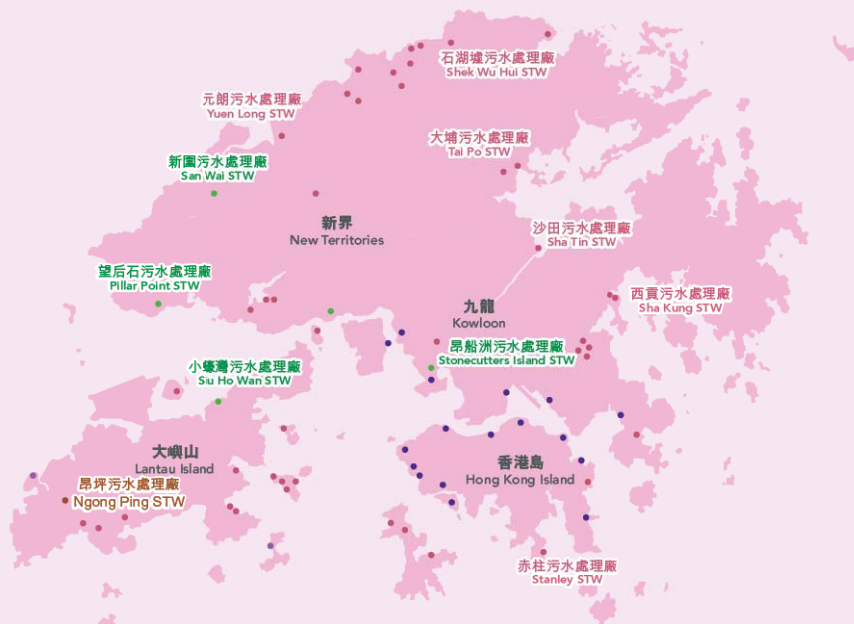 石湖墟污水處理廠
Shek Wu Hui STW
元朗污水處理廠
Yuen Long STW
大埔污水處理廠
Tai Po STW
新圍污水處理廠
San Wai STW
新界
New Territories
沙田污水處理廠
Sha Tin STW
望后石污水處理廠
Pillar Point STW
西貢污水處理廠
Sha Kung STW
九龍
Kowloon
昂船洲污水處理廠
Stonecutters Island STW
小蠔灣污水處理廠
Siu Ho Wan STW
大嶼山
Lantau Island
香港島
Hong Kong Island
昂坪污水處理廠
Ngong Ping STW
赤柱污水處理廠
Stanley STW